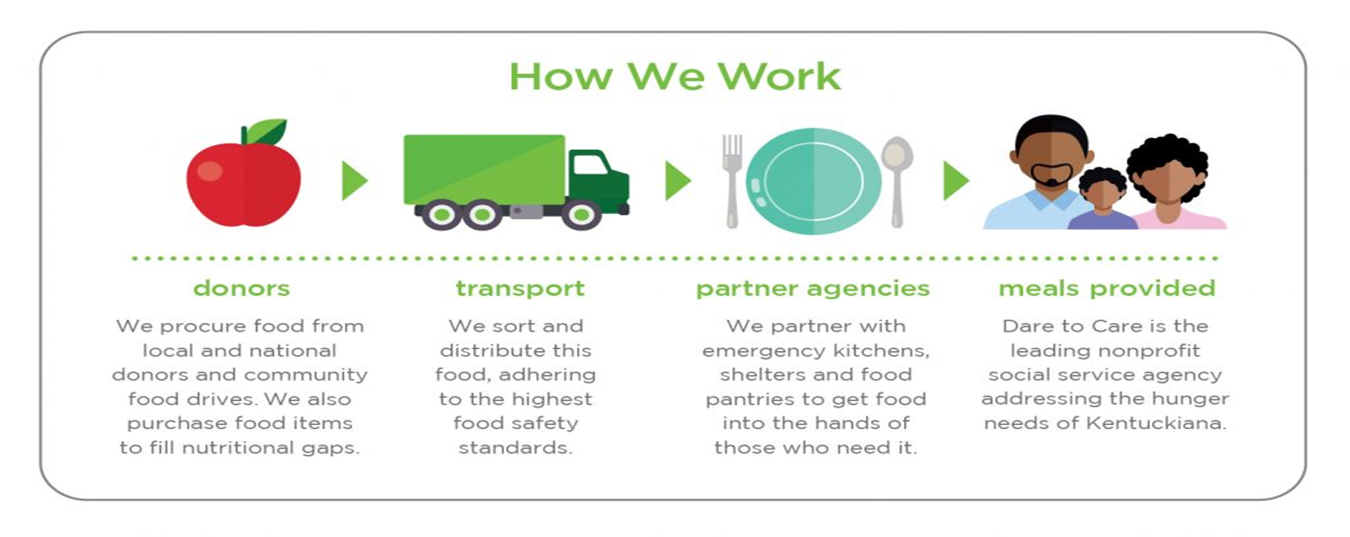 How We Work
donors
We procure food from
local and national
donors and community
food drives. We also
purchase food items
to fill nutritional gaps.
transport
We sort and
distribute this
food, adhering
to the highest
food safety
standards.
partner agencies
We partner with
emergency kitchens,
shelters and food
pantries to get food
into the hands of
those who need it.
meals provided
Dare to Care is the
leading nonprofit
social service agency
addressing the hunger
needs of Kentuckiana.